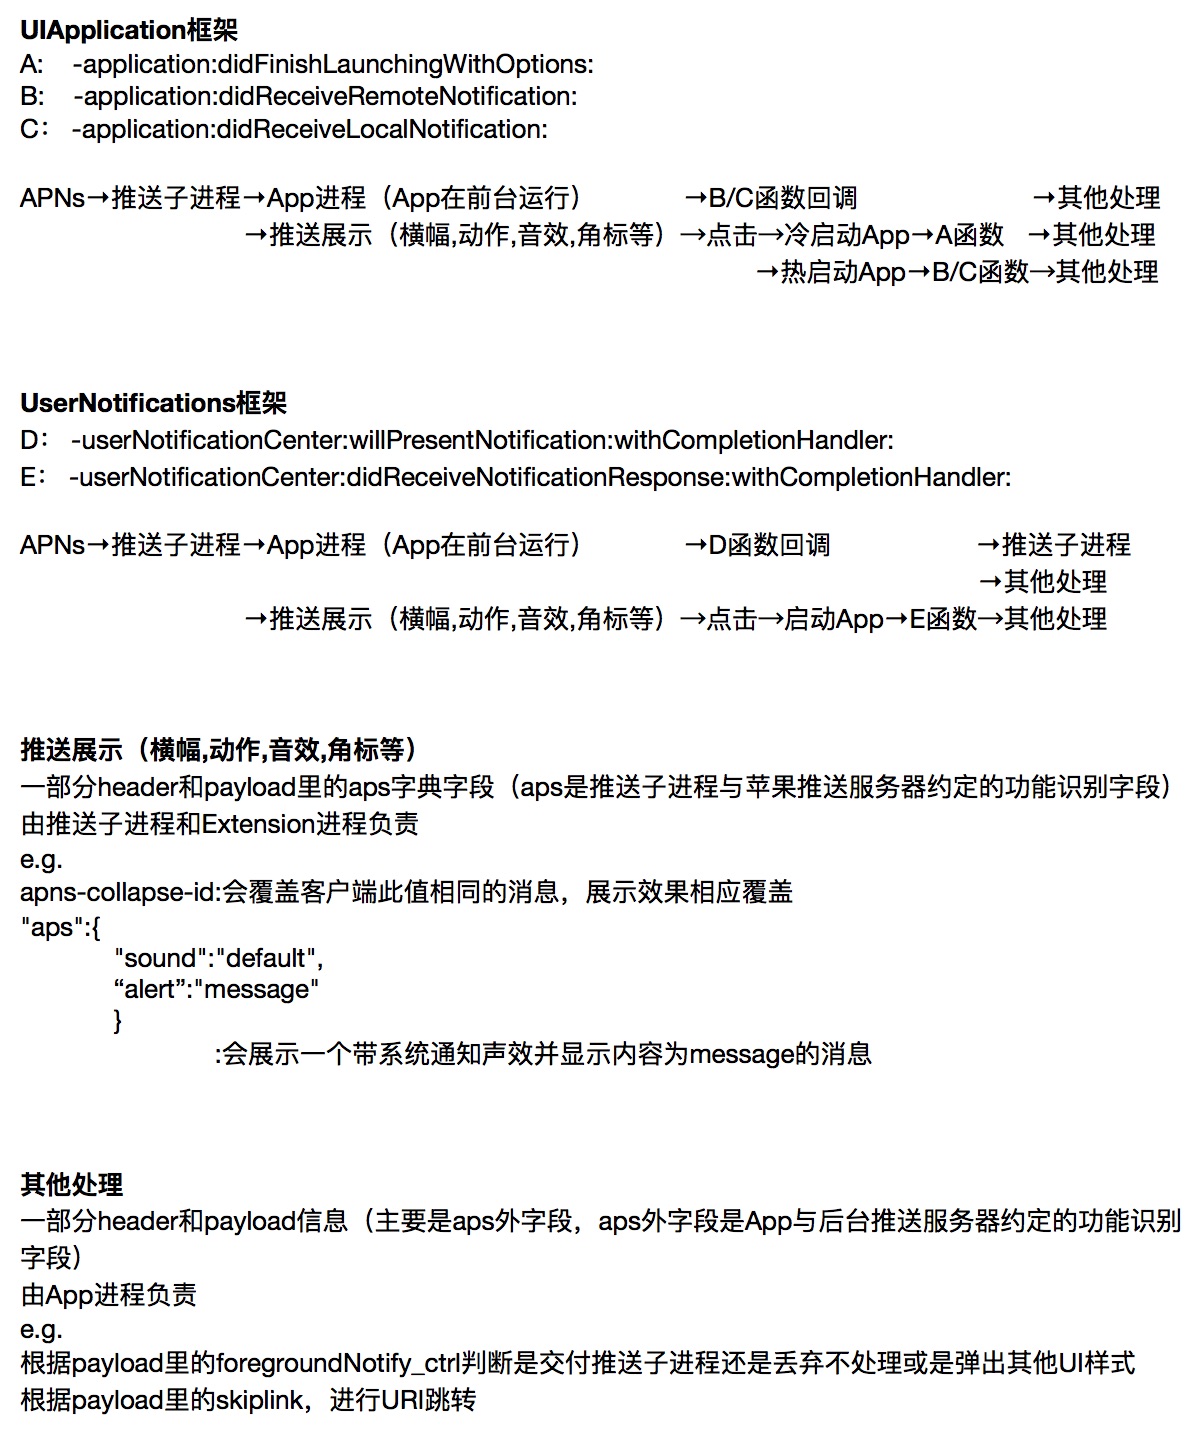 UIApplication框架
A: -application:didFinishLaunchingWithOptions:
B: -application:didReceiveRemoteNotification:
C： -application:didReceiveLocalNotification:
APNs→推送子进程→App进程（App在前台运行） →B/C函数回调 →其他处理
→推送展示（横幅,动作,音效,角标等）→点击→冷启动App→A函数 →其他处理
→热启动App→B/C函数→其他处理
UserNotifications框架
D： -userNotificationCenter:willPresentNotification:withCompletionHandler:
E： -userNotificationCenter:didReceiveNotificationResponse:withCompletionHandler:
APNs→推送子进程→App进程（App在前台运行） →D函数回调 →推送子进程
→其他处理
→推送展示（横幅,动作,音效,角标等）→点击→启动App→E函数→其他处理
推送展示（横幅,动作,音效,角标等）
一部分header和payload里的aps字典字段（aps是推送子进程与苹果推送服务器约定的功能识别字段）
由推送子进程和Extension进程负责
e.g.
apns-collapse-id:会覆盖客户端此值相同的消息，展示效果相应覆盖
"aps":{
"sound":"default",
“alert”:"message"
}
:会展示一个带系统通知声效并显示内容为message的消息
其他处理
一部分header和payload信息（主要是aps外字段，aps外字段是App与后台推送服务器约定的功能识别
字段）
由App进程负责
e.g.
根据payload里的foregroundNotify_ctrl判断是交付推送子进程还是丢弃不处理或是弹出其他UI样式
根据payload里的skiplink，进行URI跳转